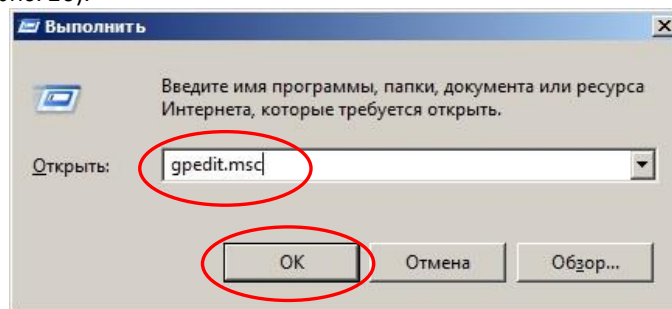 Выполнить
Введите имя программы, папки, документа или ресурса
Интернета, которые требуется открыть.
Открыть:
gpedit.msc
OK
Отмена
Обзор...